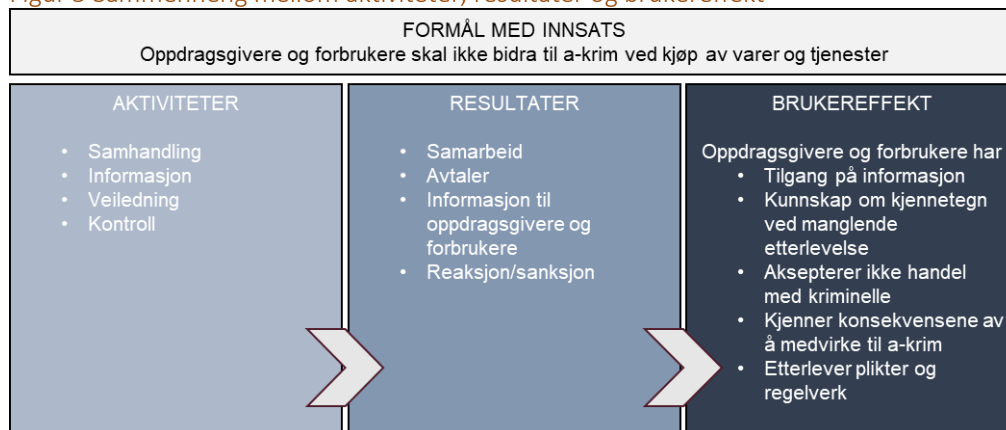 Figur 3 Sammenheng mellom aktiviteter, resultater og brukereffekt
FORMÅL MED INNSATS
Oppdragsgivere og forbrukere skal ikke bidra til a-krim ved kjøp av varer og tjenester
AKTIVITETER
• Samhandling
• Informasjon
• Veiledning
• Kontroll
RESULTATER
• Samarbeid
• Avtaler
• Informasjon til
oppdragsgivere og
forbrukere
• Reaksjon/sanksjon
BRUKEREFFEKT
Oppdragsgivere og forbrukere har
• Tilgang på informasjon
• Kunnskap om kjennetegn
ved manglende
etterlevelse
• Aksepterer ikke handel
med kriminelle
• Kjenner konsekvensene av
å medvirke til a-krim
• Etterlever plikter og
regelverk